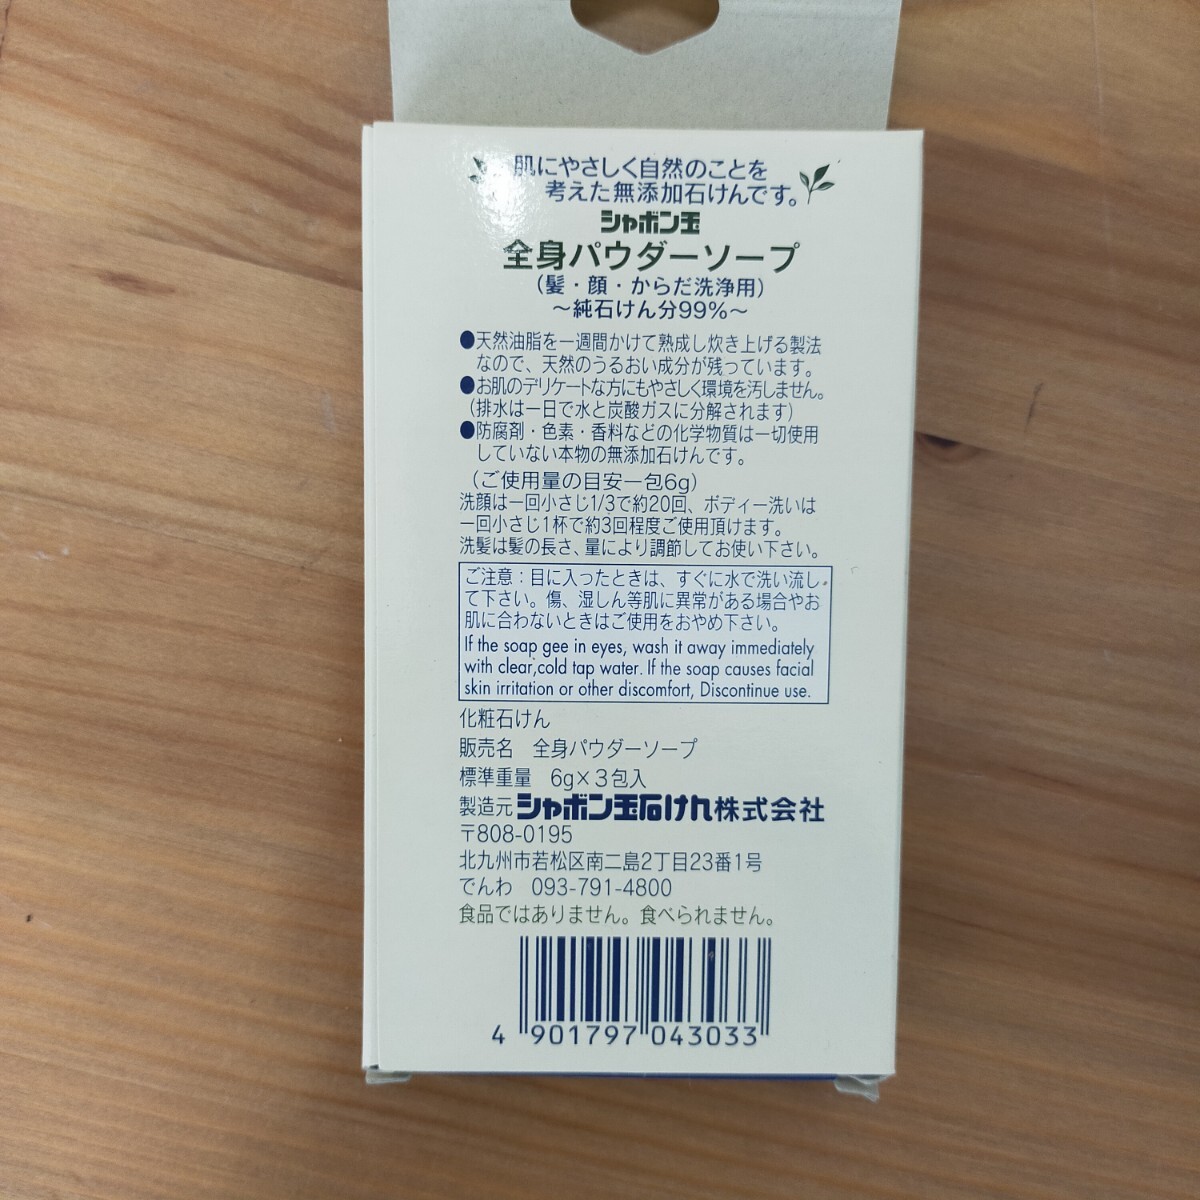 肌にやさしく自然のことを
考えた無添加石けんです。
シャボン玉
全身パウダーソープ
(髪・顔・からだ洗浄用)
〜純石けん分99%〜
●天然油脂を一週間かけて熟成し炊き上げる製法
なので、天然のうるおい成分が残っています。
●お肌のデリケートな方にもやさしく環境を汚しません。
(排水は一日で水と炭酸ガスに分解されます)
●防腐剤・色素・香料などの化学物質は一切使用
していない本物の無添加石けんです。
(ご使用量の目安一包6g)
洗顔は一回小さじ1/3で約20回、ボディー洗いは
一回小さじ1杯で約3回程度ご使用頂けます。
洗髪は髪の長さ、量により調節してお使い下さい。
ご注意:目に入ったときは、すぐに水で洗い流し
て下さい。傷、湿しん等肌に異常がある場合やお
肌に合わないときはご使用をおやめ下さい。
If the soap gee in eyes, wash it away immediately
with clear,cold tap water. If the soap causes facial
skin irritation or other discomfort, Discontinue use.
化粧石けん
販売名 全身パウダーソープ
標準重量 6g×3包入
製造元 シャボン玉石けん株式会社
〒808-0195
北九州市若松区南二島2丁目23番1号
でんわ 093-791-4800
食品ではありません。食べられません。
4 901797 043033